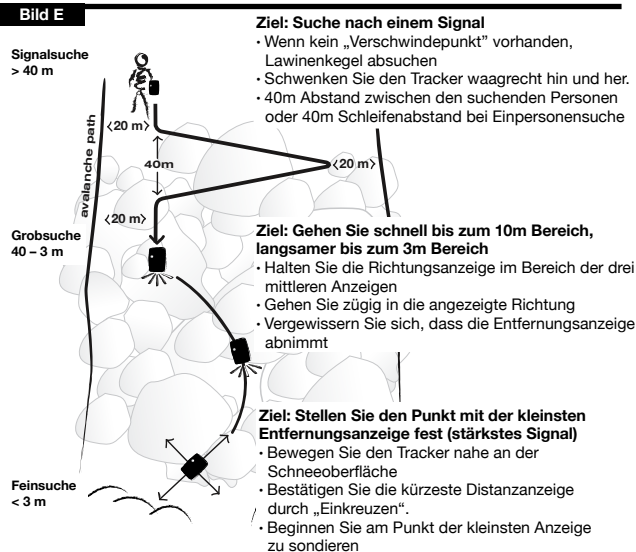 Bild E
Signalsuche
> 40 m
Ziel: Suche nach einem Signal
· Wenn kein „Verschwindepunkt” vorhanden,
Lawinenkegel absuchen
· Schwenken Sie den Tracker waagrecht hin und her.
· 40m Abstand zwischen den suchenden Personen
oder 40m Schleifenabstand bei Einpersonensuche
avalanche path
‹20 m›
40m
‹20 m›
‹20 m›
Grobsuche
40 – 3 m
Ziel: Gehen Sie schnell bis zum 10m Bereich,
langsamer bis zum 3m Bereich
· Halten Sie die Richtungsanzeige im Bereich der drei
mittleren Anzeigen
· Gehen Sie zügig in die angezeigte Richtung
· Vergewissern Sie sich, dass die Entfernungsanzeige
abnimmt
Ziel: Stellen Sie den Punkt mit der kleinsten
Entfernungsanzeige fest (stärkstes Signal)
· Bewegen Sie den Tracker nahe an der
Schneeoberfläche
· Bestätigen Sie die kürzeste Distanzanzeige
durch „Einkreuzen”.
· Beginnen Sie am Punkt der kleinsten Anzeige
zu sondieren
Feinsuche
< 3 m